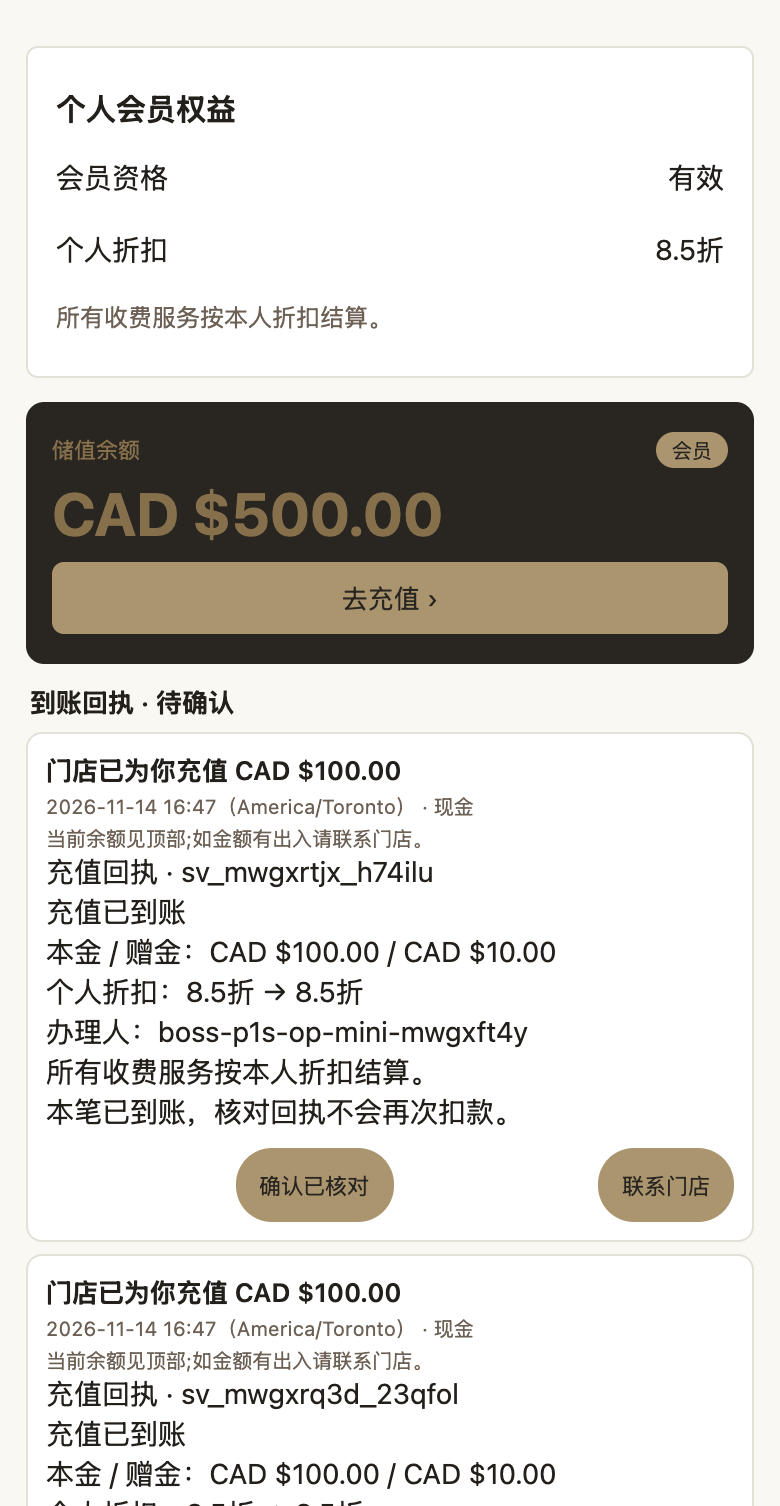 个人会员权益
会员资格 有效
个人折扣 8.5折
所有收费服务按本人折扣结算。
储值余额 会员
CAD $500.00
去充值 ›
到账回执 · 待确认
门店已为你充值 CAD $100.00
2026-11-14 16:47（America/Toronto） · 现金
当前余额见顶部;如金额有出入请联系门店。
充值回执 · sv_mwgxrtjx_h74ilu
充值已到账
本金 / 赠金：CAD $100.00 / CAD $10.00
个人折扣：8.5折 → 8.5折
办理人：boss-p1s-op-mini-mwgxft4y
所有收费服务按本人折扣结算。
本笔已到账，核对回执不会再次扣款。
确认已核对 联系门店
门店已为你充值 CAD $100.00
2026-11-14 16:47（America/Toronto） · 现金
当前余额见顶部;如金额有出入请联系门店。
充值回执 · sv_mwgxrq3d_23qfol
充值已到账
本金 / 赠金：CAD $100.00 / CAD $10.00